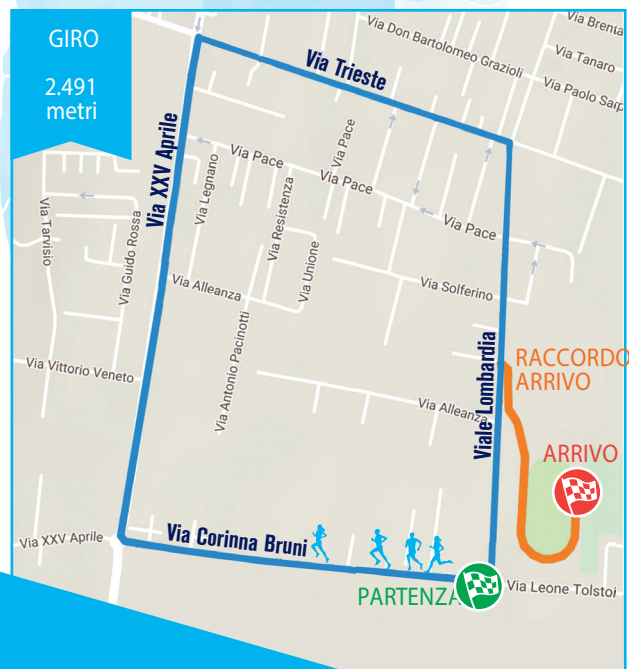 GIRO
2.491
metri
Via Brenta
Via Don Bartolomeo Grazioli
Via Tanaro
Via Trieste
Via Paolo Sarp
Via XXV Aprile
Via Pace
Via Pace
Via Legnano
Via Pace
Via Resistenza
Via Pace
Via Tarvisio
Via Guido Rossa
Via Unione
Via Alleanza
Via Solferino
Via Antonio Pacinotti
Viale Lombardia
RACCORDO
ARRIVO
Via Vittorio Veneto
Via Alleanza
ARRIVO
Via XXV Aprile
Via Corinna Bruni
PARTENZA
Via Leone Tolstoi